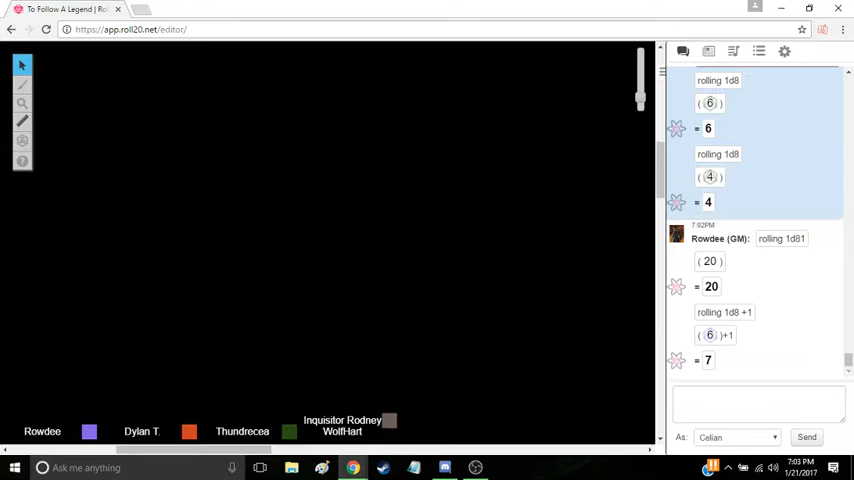 To Follow A Legend | Rol
https://app.roll20.net/editor/
rolling 1d8
( 6 )
= 6
rolling 1d8
( 4 )
= 4
7:02PM
Rowdee (GM): rolling 1d81
( 20 )
= 20
rolling 1d8 +1
( 6 )+1
= 7
Rowdee
Dylan T.
Thundrecea
Inquisitor Rodney
WolfHart
As: Celian
Send
Ask me anything
7:03 PM
1/21/2017